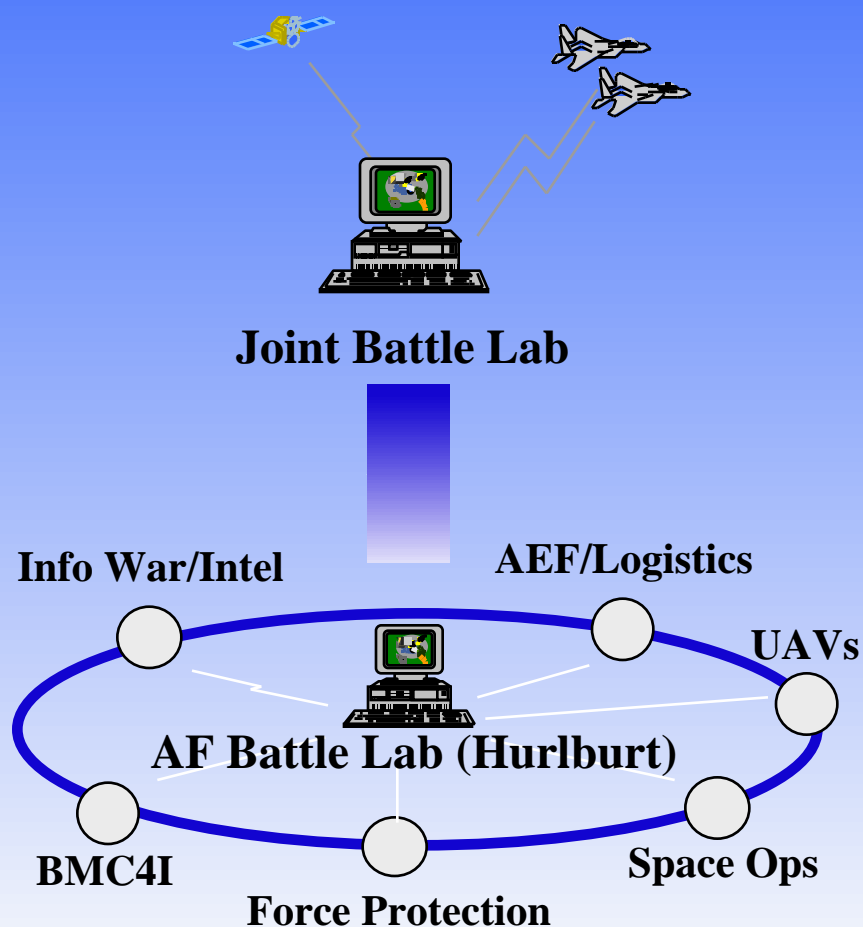 Joint Battle Lab
Info War/Intel
AEF/Logistics
UAVs
AF Battle Lab (Hurlburt)
BMC4I
Space Ops
Force Protection